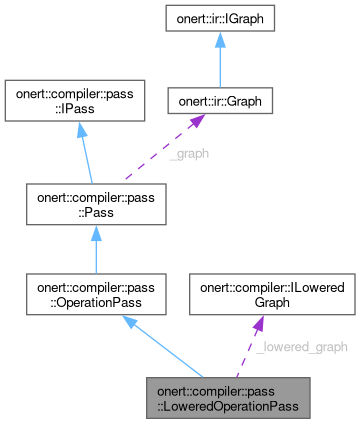 onert::ir::IGraph
onert::compiler::pass
::IPass
onert::ir::Graph
_graph
onert::compiler::pass
::Pass
onert::compiler::pass
::OperationPass
onert::compiler::ILowered
Graph
_lowered_graph
onert::compiler::pass
::LoweredOperationPass